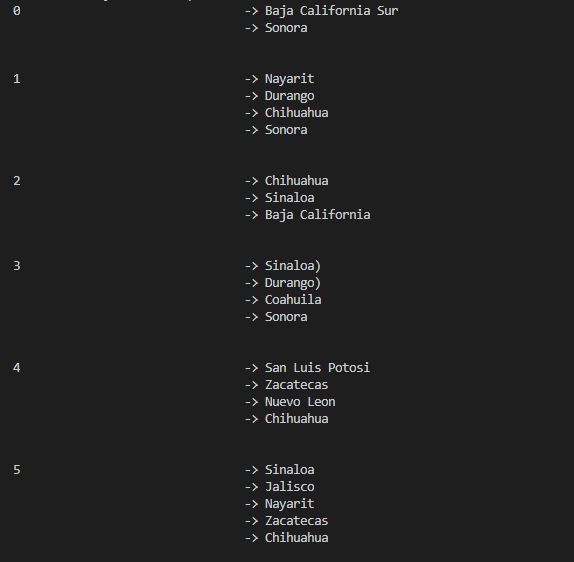 0 -> Baja California Sur
-> Sonora
1 -> Nayarit
-> Durango
-> Chihuahua
-> Sonora
2 -> Chihuahua
-> Sinaloa
-> Baja California
3 -> Sinaloa)
-> Durango)
-> Coahuila
-> Sonora
4 -> San Luis Potosi
-> Zacatecas
-> Nuevo Leon
-> Chihuahua
5 -> Sinaloa
-> Jalisco
-> Nayarit
-> Zacatecas
-> Chihuahua